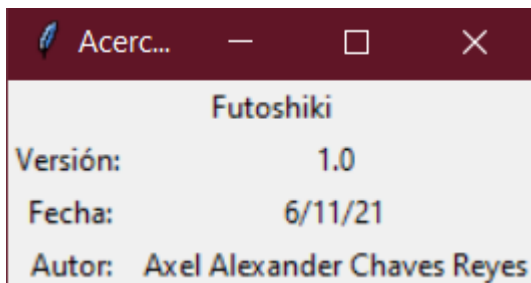 Acerc...
Futoshiki
Versión: 1.0
Fecha: 6/11/21
Autor: Axel Alexander Chaves Reyes